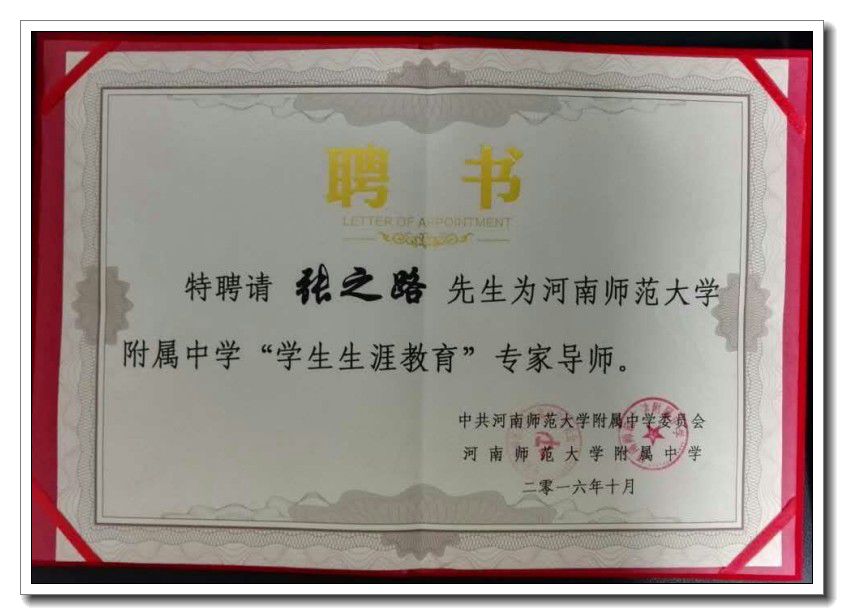 聘书
LETTER OF APPOINTMENT
特聘请 张之路 先生为河南师范大学
附属中学“学生生涯教育”专家导师。
中共河南师范大学附属中学委员会
河南师范大学附属中学
二零一六年十月